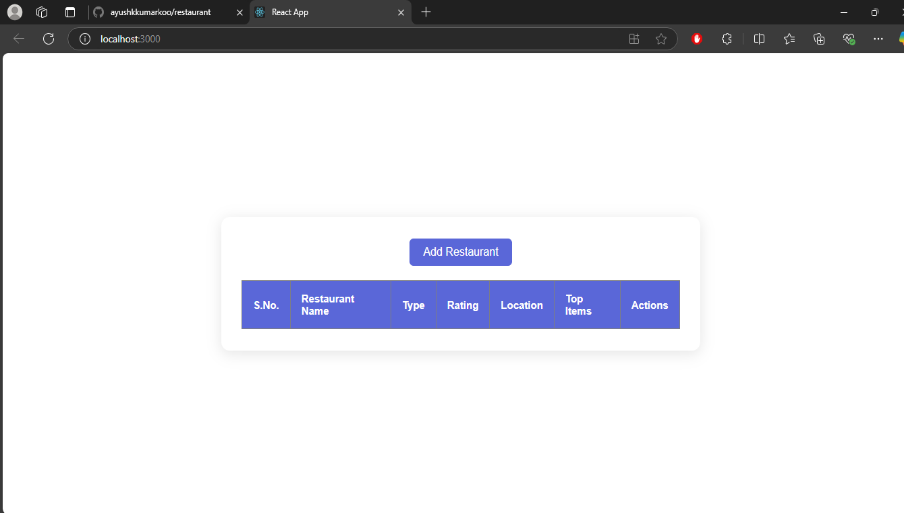 ayushkkumarkoo/restaurant
React App
localhost:3000
Add Restaurant
S.No.
Restaurant
Name
Type
Rating
Location
Top
Items
Actions